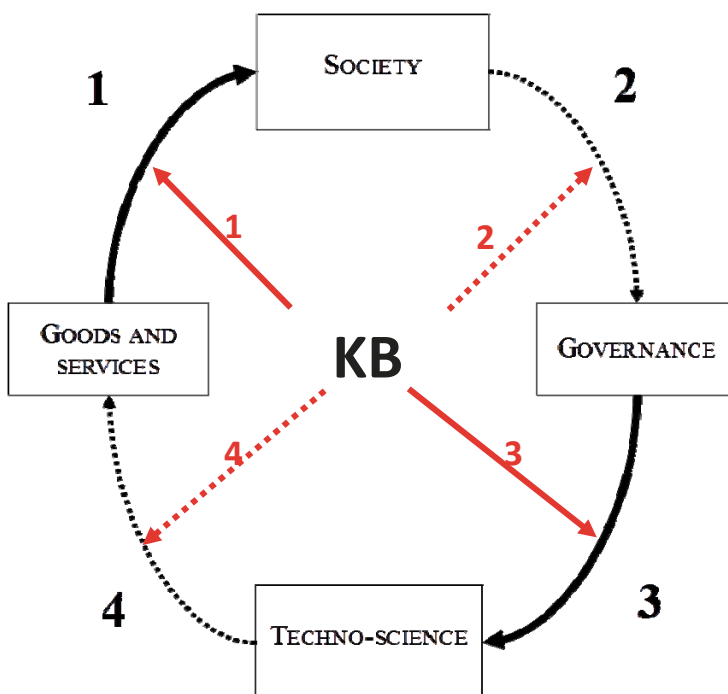 SOCIETY
1
2
1
2
GOODS AND
SERVICES
KB
GOVERNANCE
4
3
4
3
TECHNO-SCIENCE